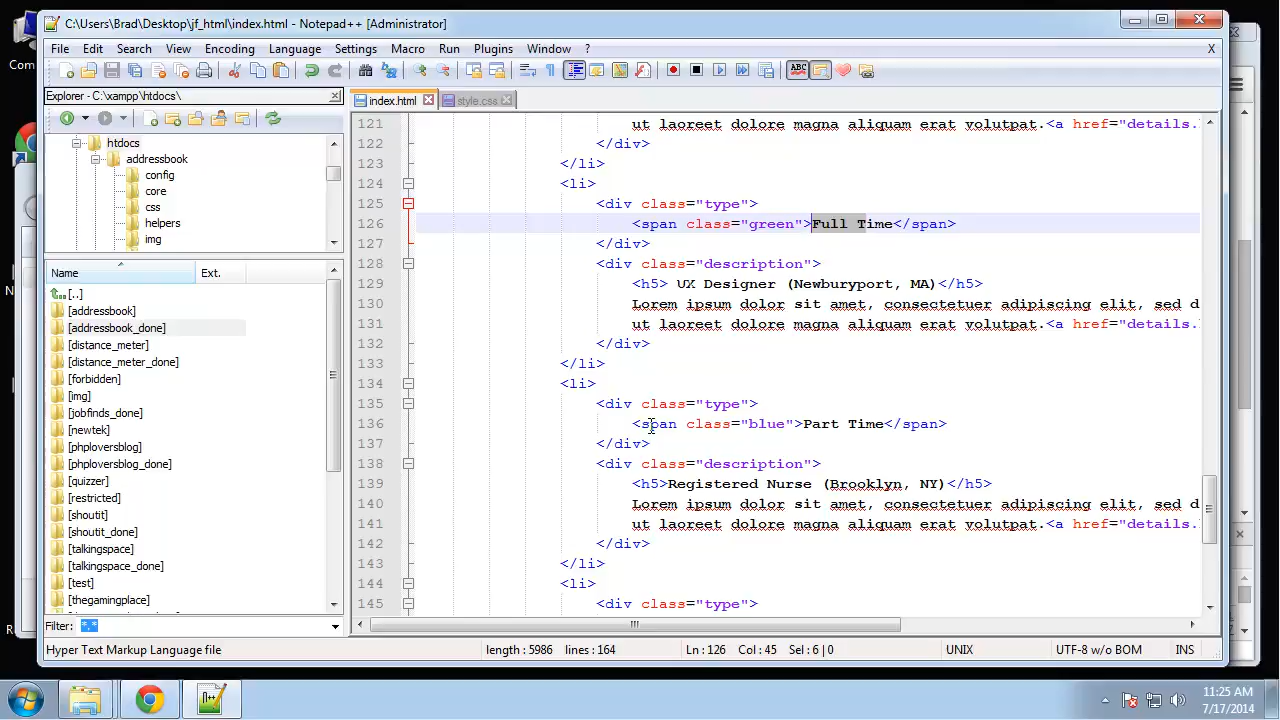 C:\Users\Brad\Desktop\jf_html\index.html - Notepad++ [Administrator]
File Edit Search View Encoding Language Settings Macro Run Plugins Window ? X
Com
Explorer - C:\xampp\htdocs\
index.html style.css
htdocs
addressbook
config
core
css
helpers
img
Name Ext.
[..]
[addressbook]
[addressbook_done]
[distance_meter]
[distance_meter_done]
[forbidden]
[img]
[jobfinds_done]
[newtek]
[phploversblog]
[phploversblog_done]
[quizzer]
[restricted]
[shoutit]
[shoutit_done]
[talkingspace]
[talkingspace_done]
[test]
[thegamingplace]
Filter: *.*
121 ut laoreet dolore magna aliquam erat volutpat.<a href="details.
122 </div>
123 </li>
124 <li>
125 <div class="type">
126 <span class="green">Full Time</span>
127 </div>
128 <div class="description">
129 <h5> UX Designer (Newburyport, MA)</h5>
130 Lorem ipsum dolor sit amet, consectetuer adipiscing elit, sed d
131 ut laoreet dolore magna aliquam erat volutpat.<a href="details.
132 </div>
133 </li>
134 <li>
135 <div class="type">
136 <span class="blue">Part Time</span>
137 </div>
138 <div class="description">
139 <h5>Registered Nurse (Brooklyn, NY)</h5>
140 Lorem ipsum dolor sit amet, consectetuer adipiscing elit, sed d
141 ut laoreet dolore magna aliquam erat volutpat.<a href="details.
142 </div>
143 </li>
144 <li>
145 <div class="type">
Hyper Text Markup Language file length : 5986 lines : 164 Ln : 126 Col : 45 Sel : 6 | 0 UNIX UTF-8 w/o BOM INS
11:25 AM
7/17/2014